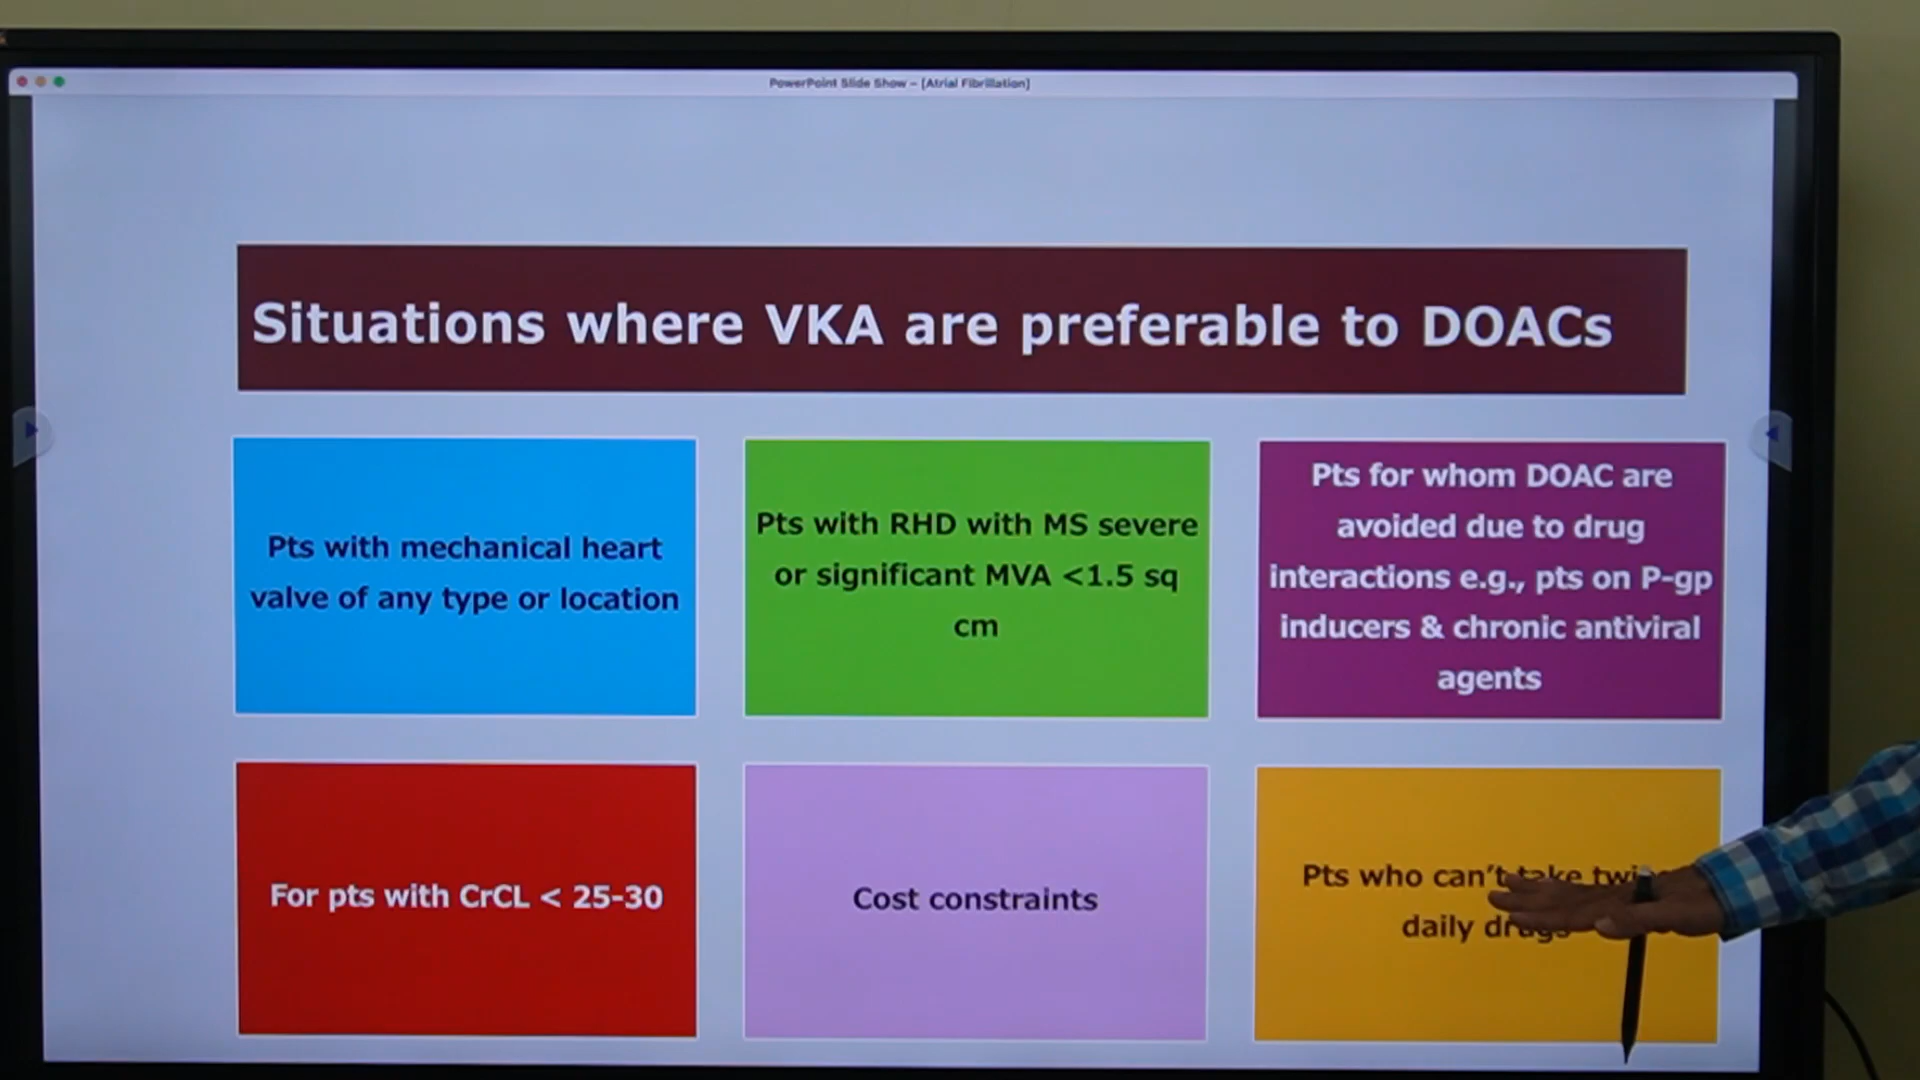 PowerPoint Slide Show – [Atrial Fibrillation]
Situations where VKA are preferable to DOACs
Pts with mechanical heart
valve of any type or location
Pts with RHD with MS severe
or significant MVA <1.5 sq
cm
Pts for whom DOAC are
avoided due to drug
interactions e.g., pts on P-gp
inducers & chronic antiviral
agents
For pts with CrCL < 25-30
Cost constraints
Pts who can't take twice
daily drugs